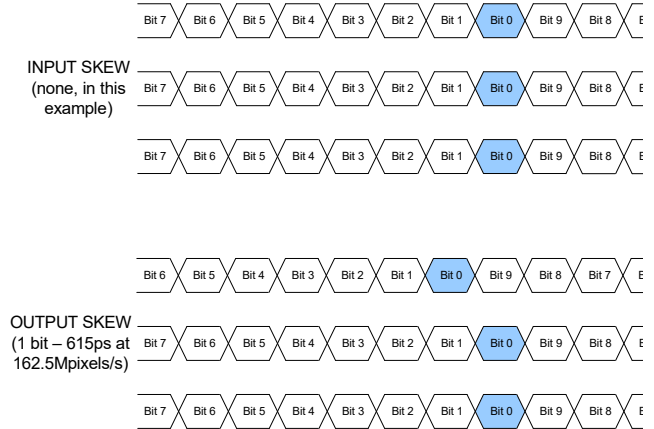 Bit 7 Bit 6 Bit 5 Bit 4 Bit 3 Bit 2 Bit 1 Bit 0 Bit 9 Bit 8
INPUT SKEW
(none, in this
example)
Bit 7 Bit 6 Bit 5 Bit 4 Bit 3 Bit 2 Bit 1 Bit 0 Bit 9 Bit 8
Bit 7 Bit 6 Bit 5 Bit 4 Bit 3 Bit 2 Bit 1 Bit 0 Bit 9 Bit 8
Bit 6 Bit 5 Bit 4 Bit 3 Bit 2 Bit 1 Bit 0 Bit 9 Bit 8 Bit 7
OUTPUT SKEW
(1 bit – 615ps at
162.5Mpixels/s)
Bit 7 Bit 6 Bit 5 Bit 4 Bit 3 Bit 2 Bit 1 Bit 0 Bit 9 Bit 8
Bit 7 Bit 6 Bit 5 Bit 4 Bit 3 Bit 2 Bit 1 Bit 0 Bit 9 Bit 8